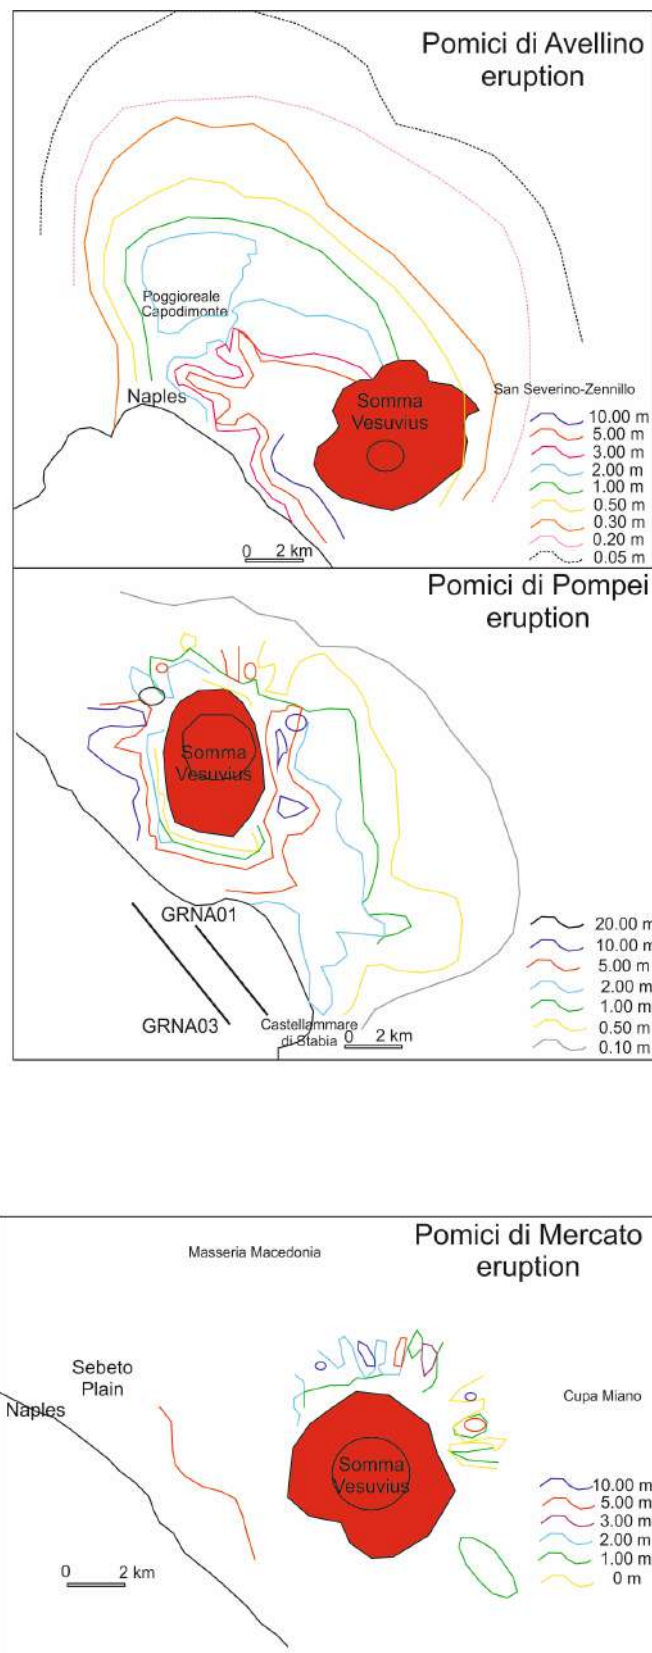 Pomici di Avellino
eruption
Poggioreale
Capodimonte
Naples
Somma
Vesuvius
San Severino-Zennillo
10.00 m
5.00 m
3.00 m
2.00 m
1.00 m
0.50 m
0.30 m
0.20 m
0.05 m
0 2 km
Pomici di Pompei
eruption
Somma
Vesuvius
GRNA01
GRNA03
Castellammare
di Stabia
0 2 km
20.00 m
10.00 m
5.00 m
2.00 m
1.00 m
0.50 m
0.10 m
Pomici di Mercato
eruption
Masseria Macedonia
Sebeto
Plain
Naples
Cupa Miano
Somma
Vesuvius
10.00 m
5.00 m
3.00 m
2.00 m
1.00 m
0 m
0 2 km